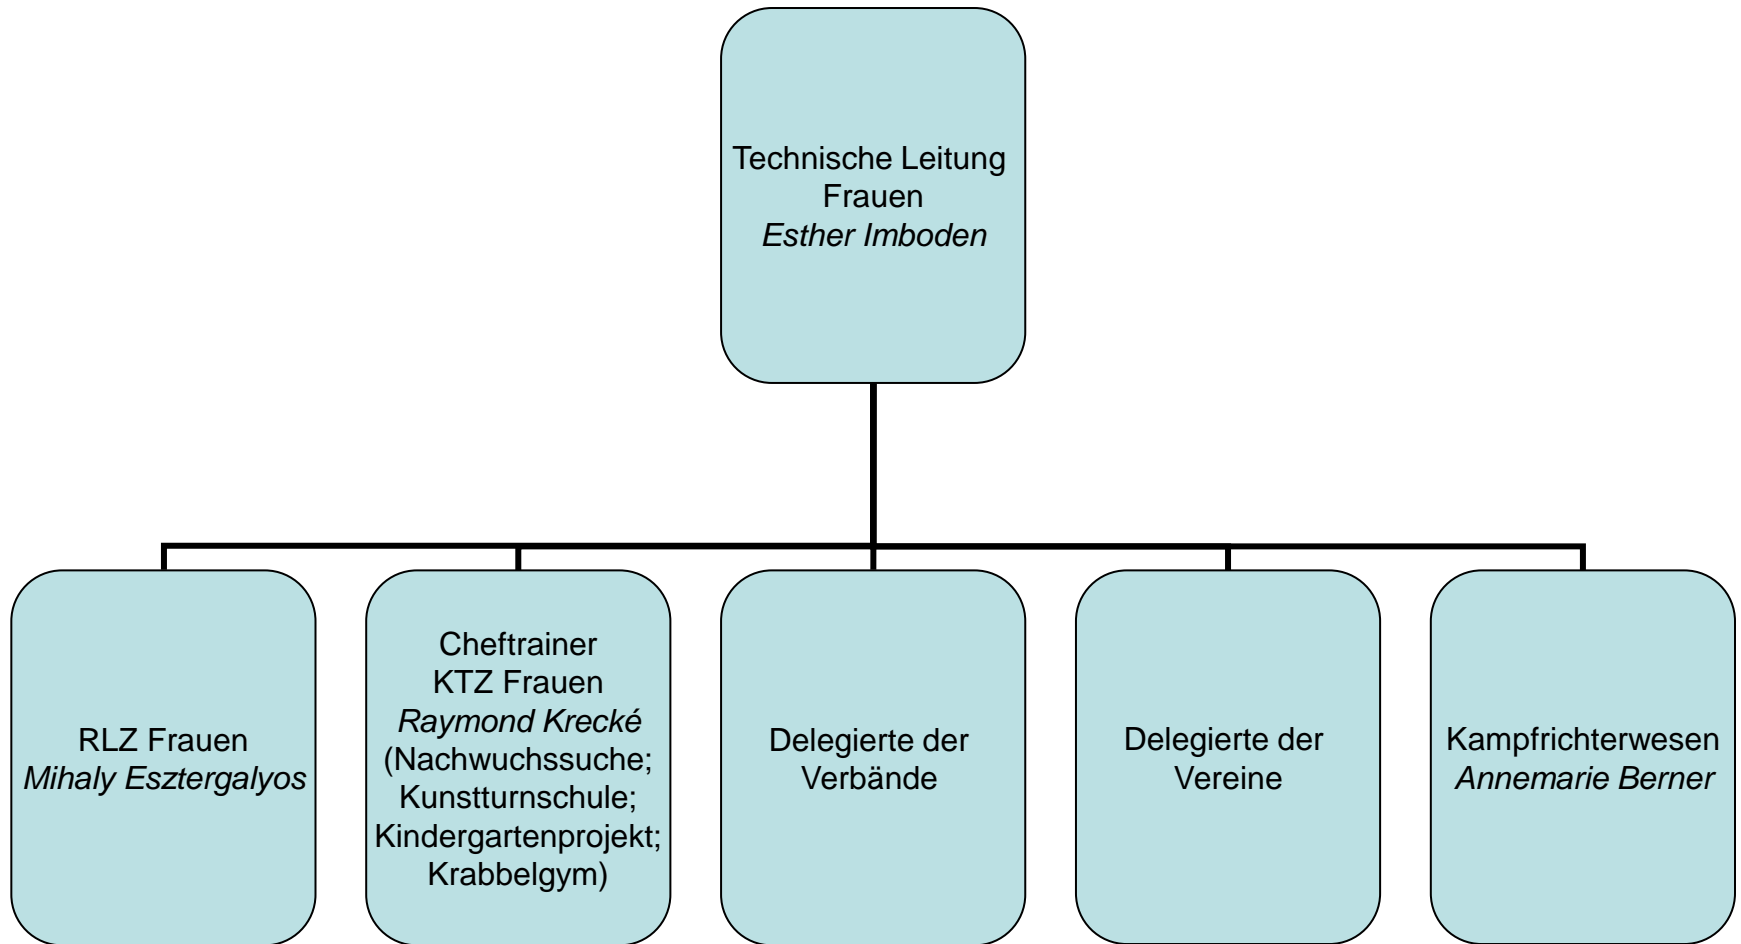 Technische Leitung
Frauen
Esther Imboden
RLZ Frauen
Mihaly Esztergalyos
Cheftrainer
KTZ Frauen
Raymond Krecké
(Nachwuchssuche;
Kunstturnschule;
Kindergartenprojekt;
Krabbelgym)
Delegierte der
Verbände
Delegierte der
Vereine
Kampfrichterwesen
Annemarie Berner